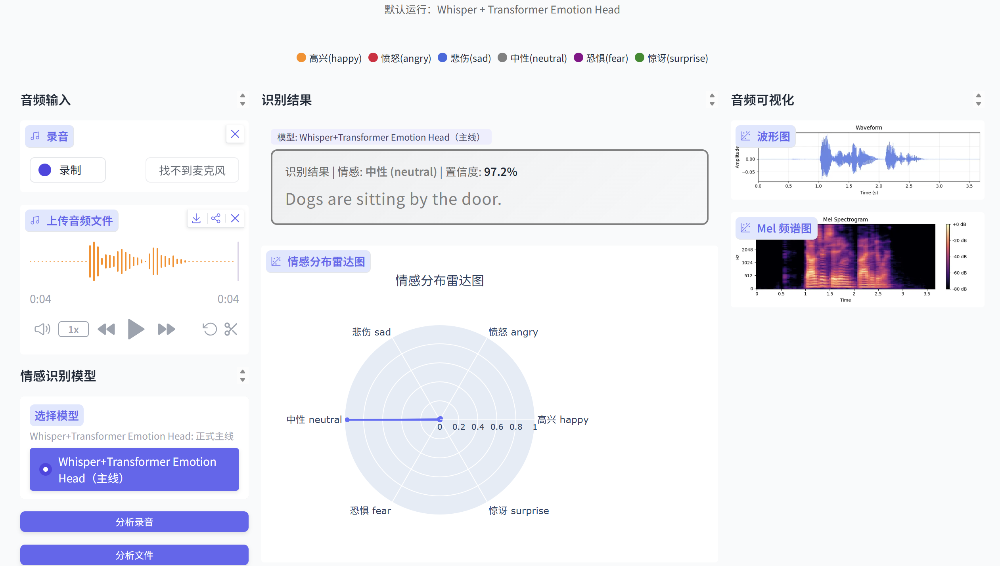 默认运行：Whisper + Transformer Emotion Head
高兴(happy) 愤怒(angry) 悲伤(sad) 中性(neutral) 恐惧(fear) 惊讶(surprise)
音频输入
录音
录制
找不到麦克风
上传音频文件
0:04
0:04
1x
情感识别模型
选择模型
Whisper+Transformer Emotion Head: 正式主线
Whisper+Transformer Emotion
Head（主线）
分析录音
分析文件
识别结果
模型: Whisper+Transformer Emotion Head（主线）
识别结果 | 情感: 中性 (neutral) | 置信度: 97.2%
Dogs are sitting by the door.
情感分布雷达图
情感分布雷达图
悲伤 sad
愤怒 angry
中性 neutral
高兴 happy
0 0.2 0.4 0.6 0.8 1
恐惧 fear
惊讶 surprise
音频可视化
波形图
Waveform
Amplitude
0.00
−0.05
0.0 0.5 1.0 1.5 2.0 2.5 3.0 3.5
Time (s)
Mel 频谱图
Mel Spectrogram
Hz
2048
1024
512
0
0 0.5 1 1.5 2 2.5 3 3.5
Time
+0 dB
-20 dB
-40 dB
-60 dB
-80 dB